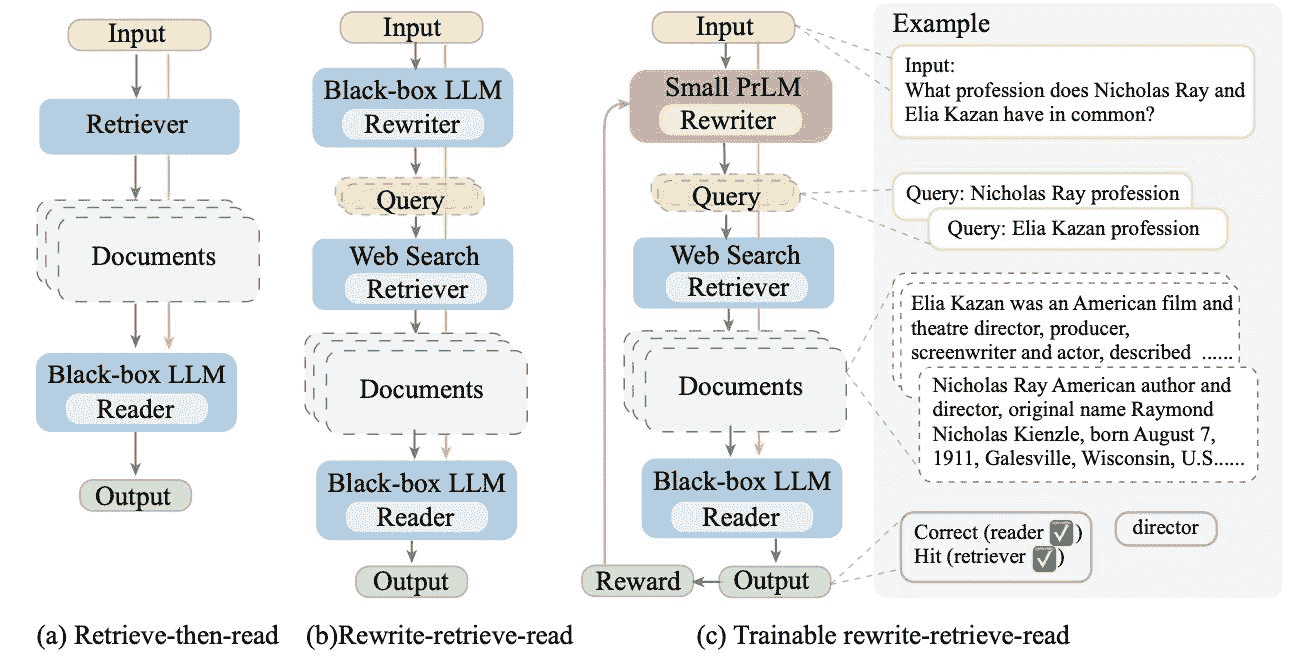 Input
Retriever
Documents
Black-box LLM
Reader
Output
(a) Retrieve-then-read
Input
Black-box LLM
Rewriter
Query
Web Search
Retriever
Documents
Black-box LLM
Reader
Output
(b)Rewrite-retrieve-read
Input
Small PrLM
Rewriter
Query
Web Search
Retriever
Documents
Black-box LLM
Reader
Reward
Output
(c) Trainable rewrite-retrieve-read
Example
Input:
What profession does Nicholas Ray and
Elia Kazan have in common?
Query: Nicholas Ray profession
Query: Elia Kazan profession
Elia Kazan was an American film and
theatre director, producer,
screenwriter and actor, described ......
Nicholas Ray American author and
director, original name Raymond
Nicholas Kienzle, born August 7,
1911, Galesville, Wisconsin, U.S......
Correct (reader ✅)
Hit (retriever ✅)
director